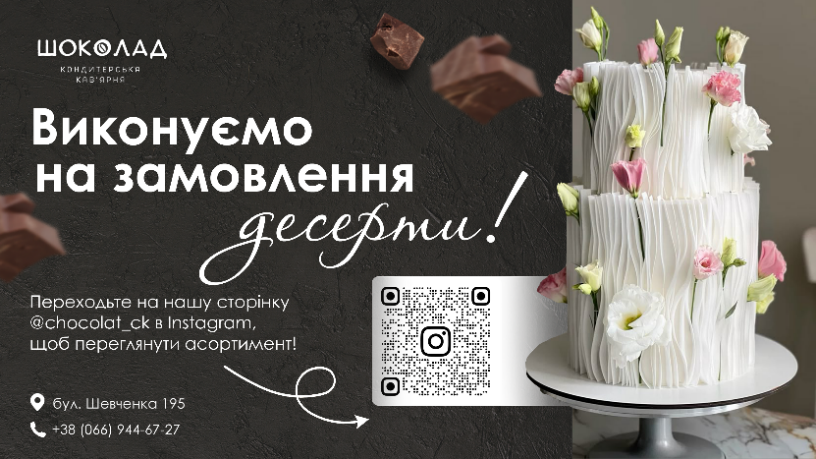 ШОКОЛАД
КОНДИТЕРСЬКА
КАВ'ЯРНЯ
Виконуємо
на замовлення
десерти!
Переходьте на нашу сторінку
@chocolat_ck в Instagram,
щоб переглянути асортимент!
бул. Шевченка 195
+38 (066) 944-67-27